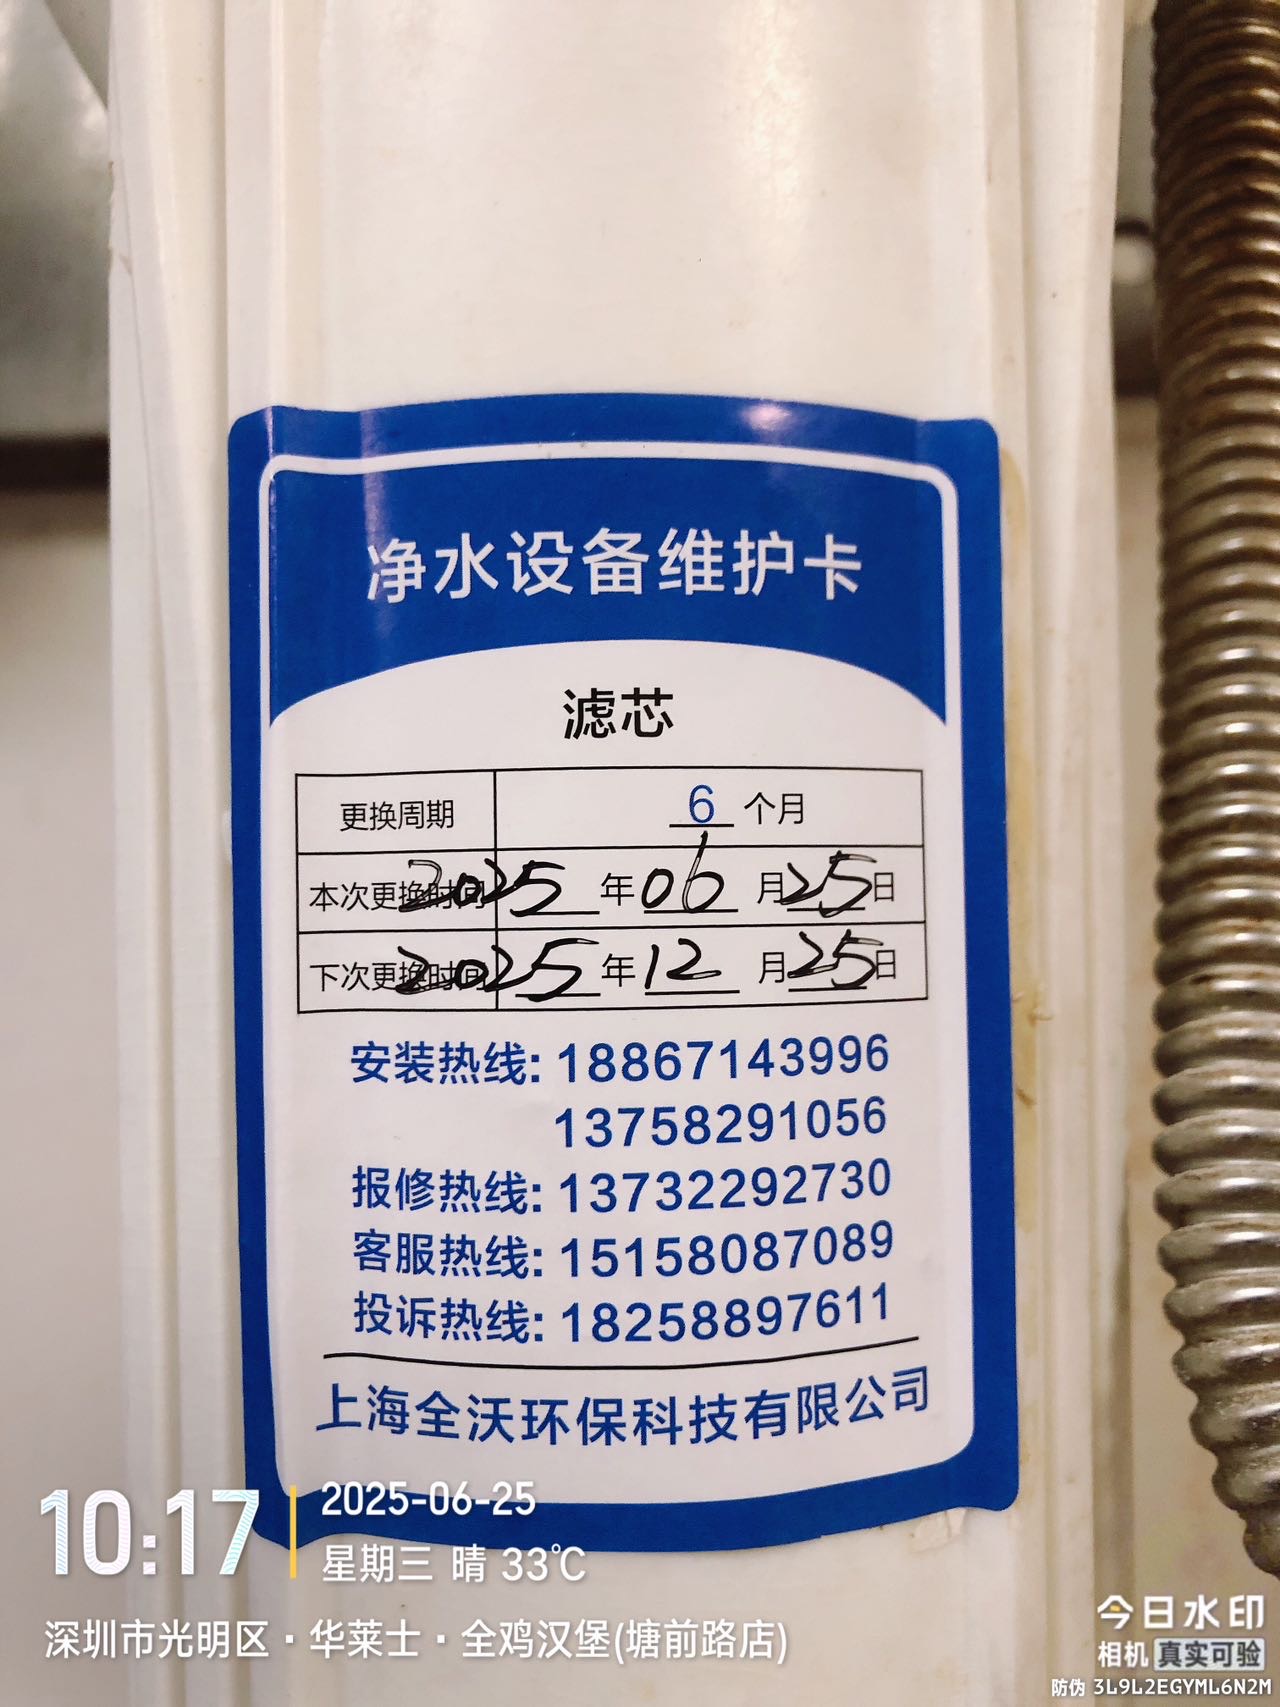 净水设备维护卡
滤芯
更换周期 6 个月
本次更换时间 2025 年 06 月 25 日
下次更换时间 2025 年 12 月 25 日
安装热线: 18867143996
13758291056
报修热线: 13732292730
客服热线: 15158087089
投诉热线: 18258897611
上海全沃环保科技有限公司
10:17
2025-06-25
星期三 晴 33℃
深圳市光明区·华莱士·全鸡汉堡(塘前路店)
今日水印
相机 真实可验
防伪 3L9L2EGYML6N2M